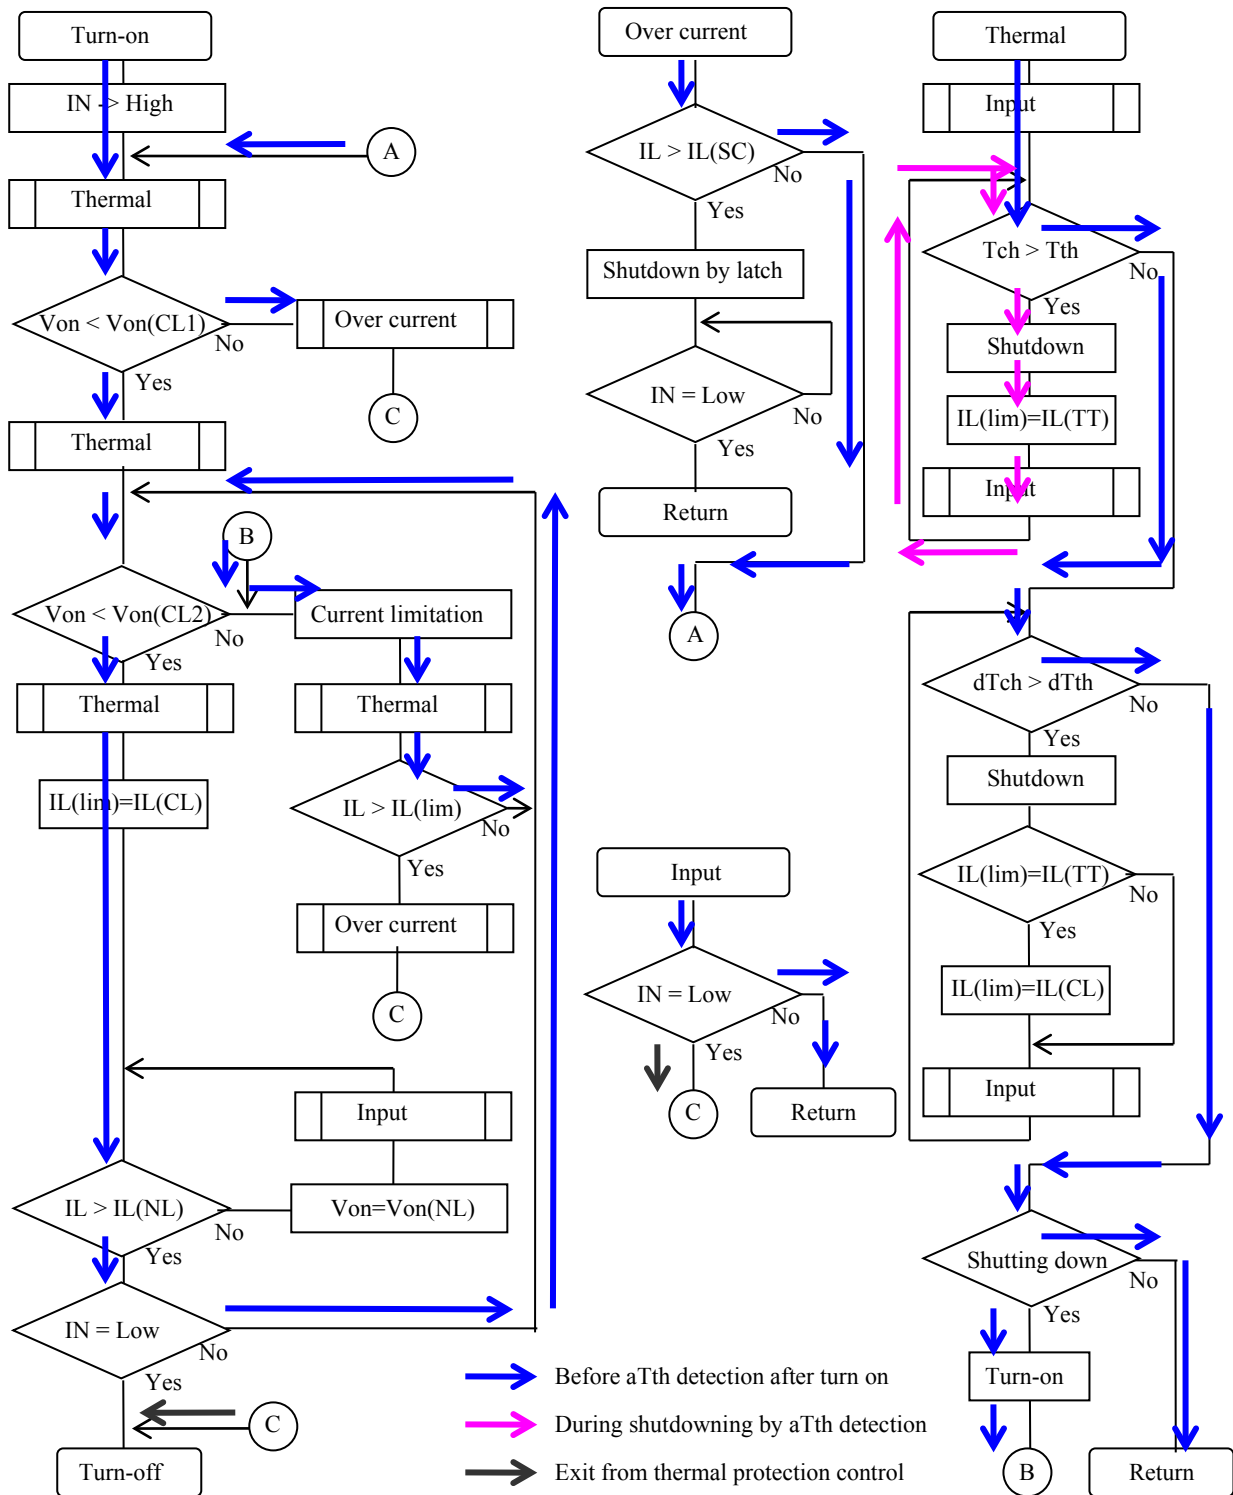 Turn-on
IN -> High
A
Thermal
Von < Von(CL1)
No
Yes
Over current
C
Thermal
B
Von < Von(CL2)
No
Yes
Current limitation
Thermal
Thermal
IL(lim)=IL(CL)
IL > IL(lim)
No
Yes
Over current
C
Input
Von=Von(NL)
IL > IL(NL)
No
Yes
IN = Low
No
Yes
C
Turn-off
Over current
IL > IL(SC)
No
Yes
Shutdown by latch
IN = Low
No
Yes
Return
A
Input
IN = Low
No
Yes
C
Return
Thermal
Input
Tch > Tth
No
Yes
Shutdown
IL(lim)=IL(TT)
Input
dTch > dTth
No
Yes
Shutdown
IL(lim)=IL(TT)
No
Yes
IL(lim)=IL(CL)
Input
Shutting down
No
Yes
Turn-on
B
Return
Before aTth detection after turn on
During shutdowning by aTth detection
Exit from thermal protection control